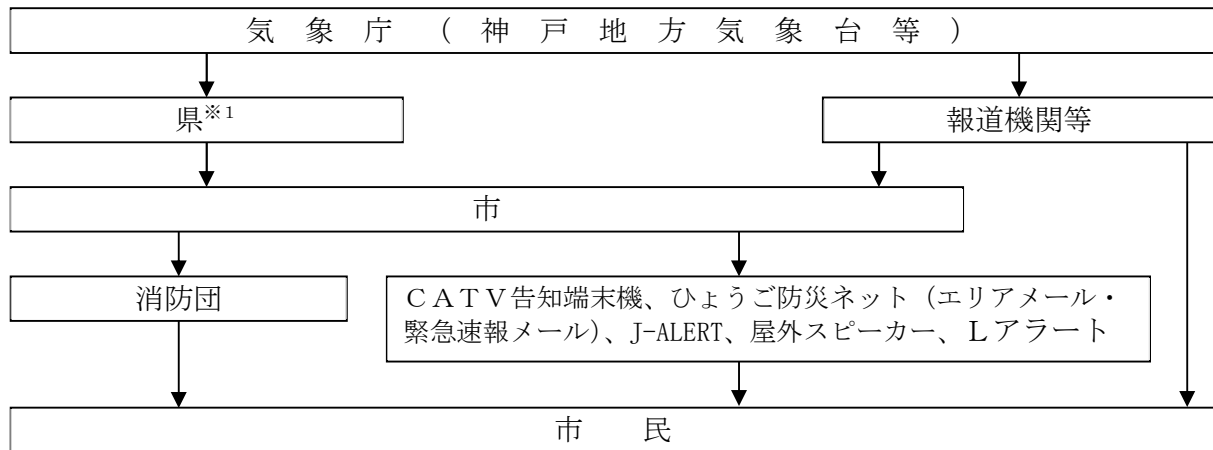 気象庁（神戸地方気象台等）
県※1
報道機関等
市
消防団
ＣＡＴＶ告知端末機、ひょうご防災ネット（エリアメール・
緊急速報メール）、J-ALERT、屋外スピーカー、Ｌアラート
市　民